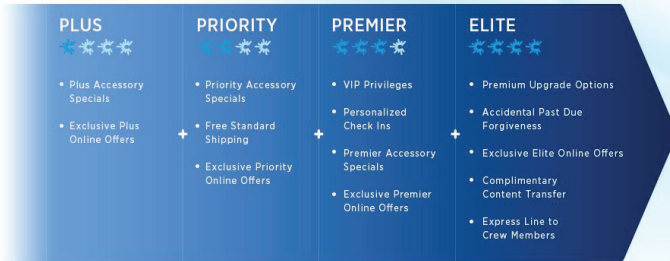 PLUS
• Plus Accessory
Specials
• Exclusive Plus
Online Offers
+
PRIORITY
• Priority Accessory
Specials
• Free Standard
Shipping
• Exclusive Priority
Online Offers
+
PREMIER
• VIP Privileges
• Personalized
Check Ins
• Premier Accessory
Specials
• Exclusive Premier
Online Offers
+
ELITE
• Premium Upgrade Options
• Accidental Past Due
Forgiveness
• Exclusive Elite Online Offers
• Complimentary
Content Transfer
• Express Line to
Crew Members